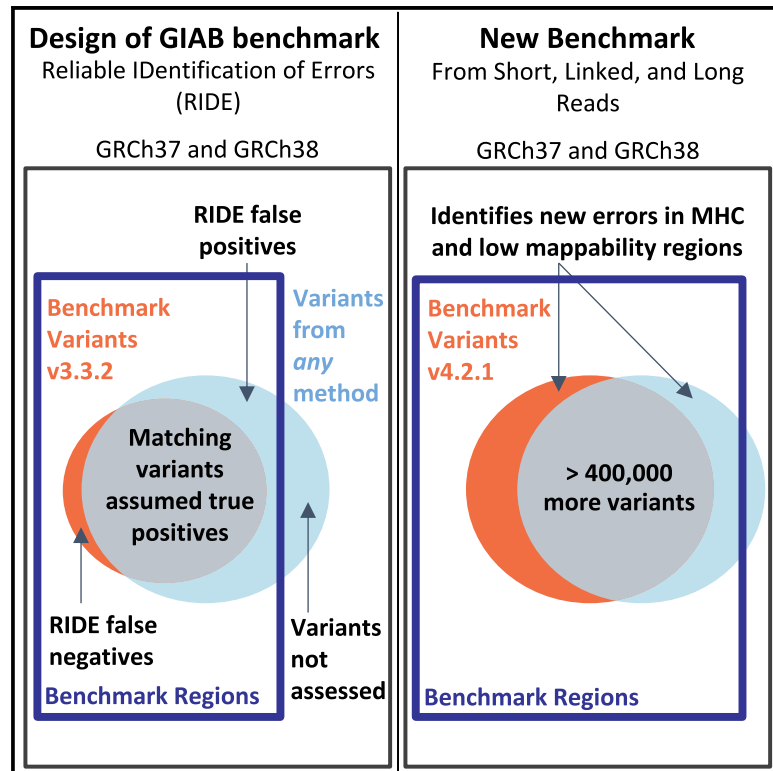 Design of GIAB benchmark
Reliable IDentification of Errors
(RIDE)
GRCh37 and GRCh38
RIDE false
positives
Benchmark
Variants
v3.3.2
Variants
from
any
method
Matching
variants
assumed true
positives
RIDE false
negatives
Variants
not
assessed
Benchmark Regions
New Benchmark
From Short, Linked, and Long
Reads
GRCh37 and GRCh38
Identifies new errors in MHC
and low mappability regions
Benchmark
Variants
v4.2.1
> 400,000
more variants
Benchmark Regions